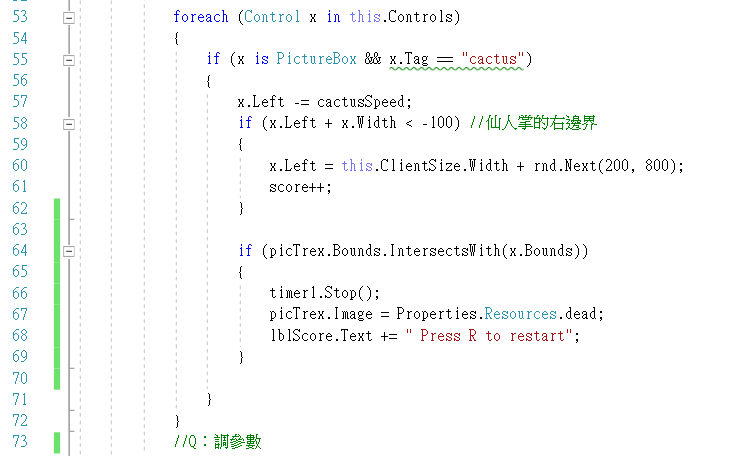 53 foreach (Control x in this.Controls)
54 {
55 if (x is PictureBox && x.Tag == "cactus")
56 {
57 x.Left -= cactusSpeed;
58 if (x.Left + x.Width < -100) //仙人掌的右邊界
59 {
60 x.Left = this.ClientSize.Width + rnd.Next(200, 800);
61 score++;
62 }
63
64 if (picTrex.Bounds.IntersectsWith(x.Bounds))
65 {
66 timer1.Stop();
67 picTrex.Image = Properties.Resources.dead;
68 lblScore.Text += " Press R to restart";
69 }
70
71 }
72 }
73 //Q：調參數